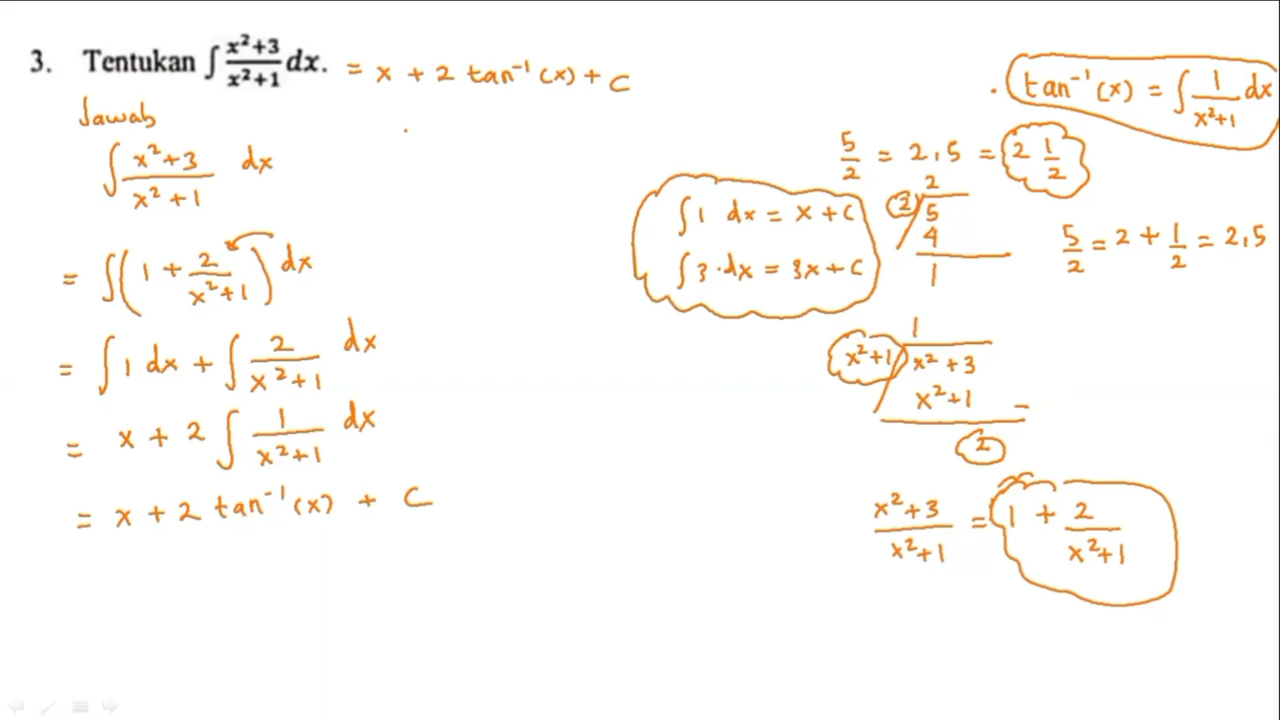 3. Tentukan ∫ (x²+3)/(x²+1) dx. = x + 2 tan⁻¹(x) + C
Jawab
∫ (x²+3)/(x²+1) dx
= ∫(1 + 2/(x²+1)) dx
= ∫ 1 dx + ∫ 2/(x²+1) dx
= x + 2 ∫ 1/(x²+1) dx
= x + 2 tan⁻¹(x) + C
. tan⁻¹(x) = ∫ 1/(x²+1) dx
5/2 = 2,5 = 2 1/2
∫ 1 dx = x + C
∫ 3 · dx = 3x + C
2
2 / 5
4
1
5/2 = 2 + 1/2 = 2,5
1
x²+1 / x² + 3
x²+1 –
2
(x²+3)/(x²+1) = 1 + 2/(x²+1)